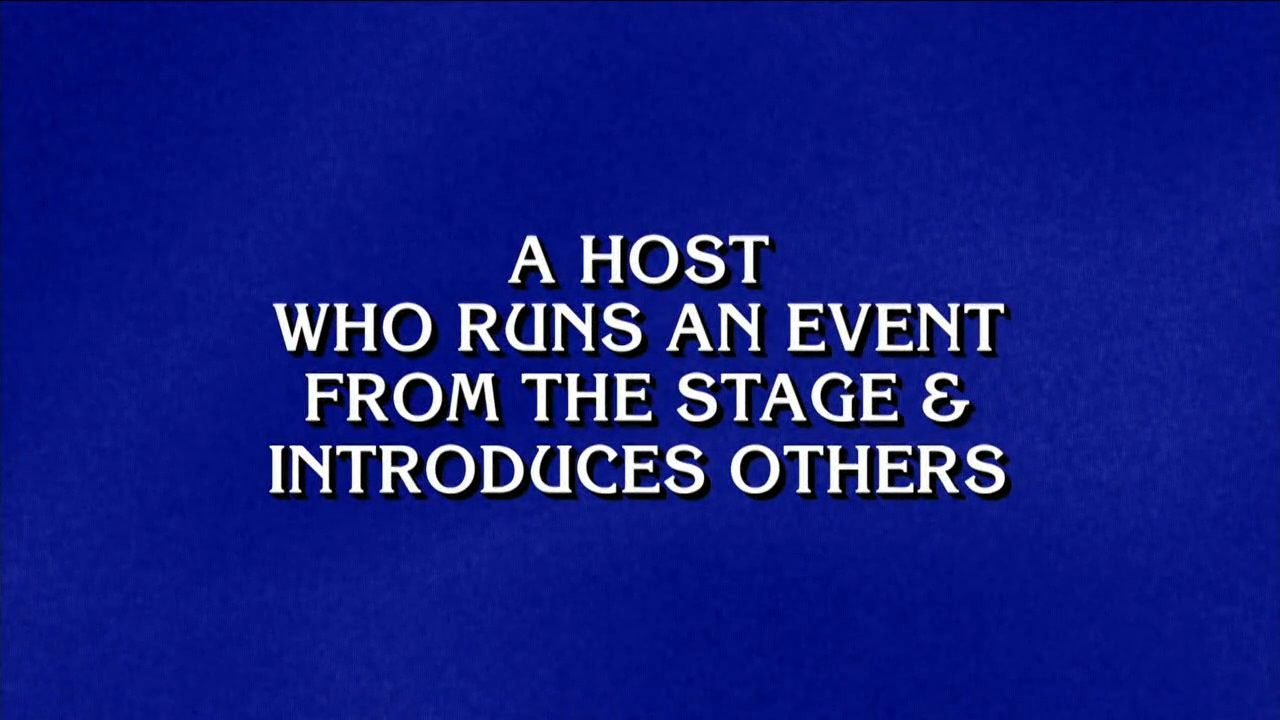 A HOST
WHO RUNS AN EVENT
FROM THE STAGE &
INTRODUCES OTHERS